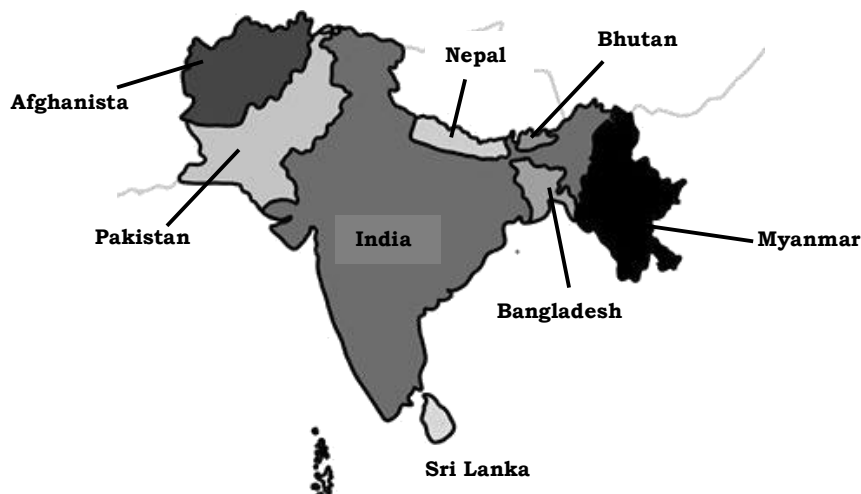 Bhutan
Nepal
Afghanista
Pakistan
India
Myanmar
Bangladesh
Sri Lanka